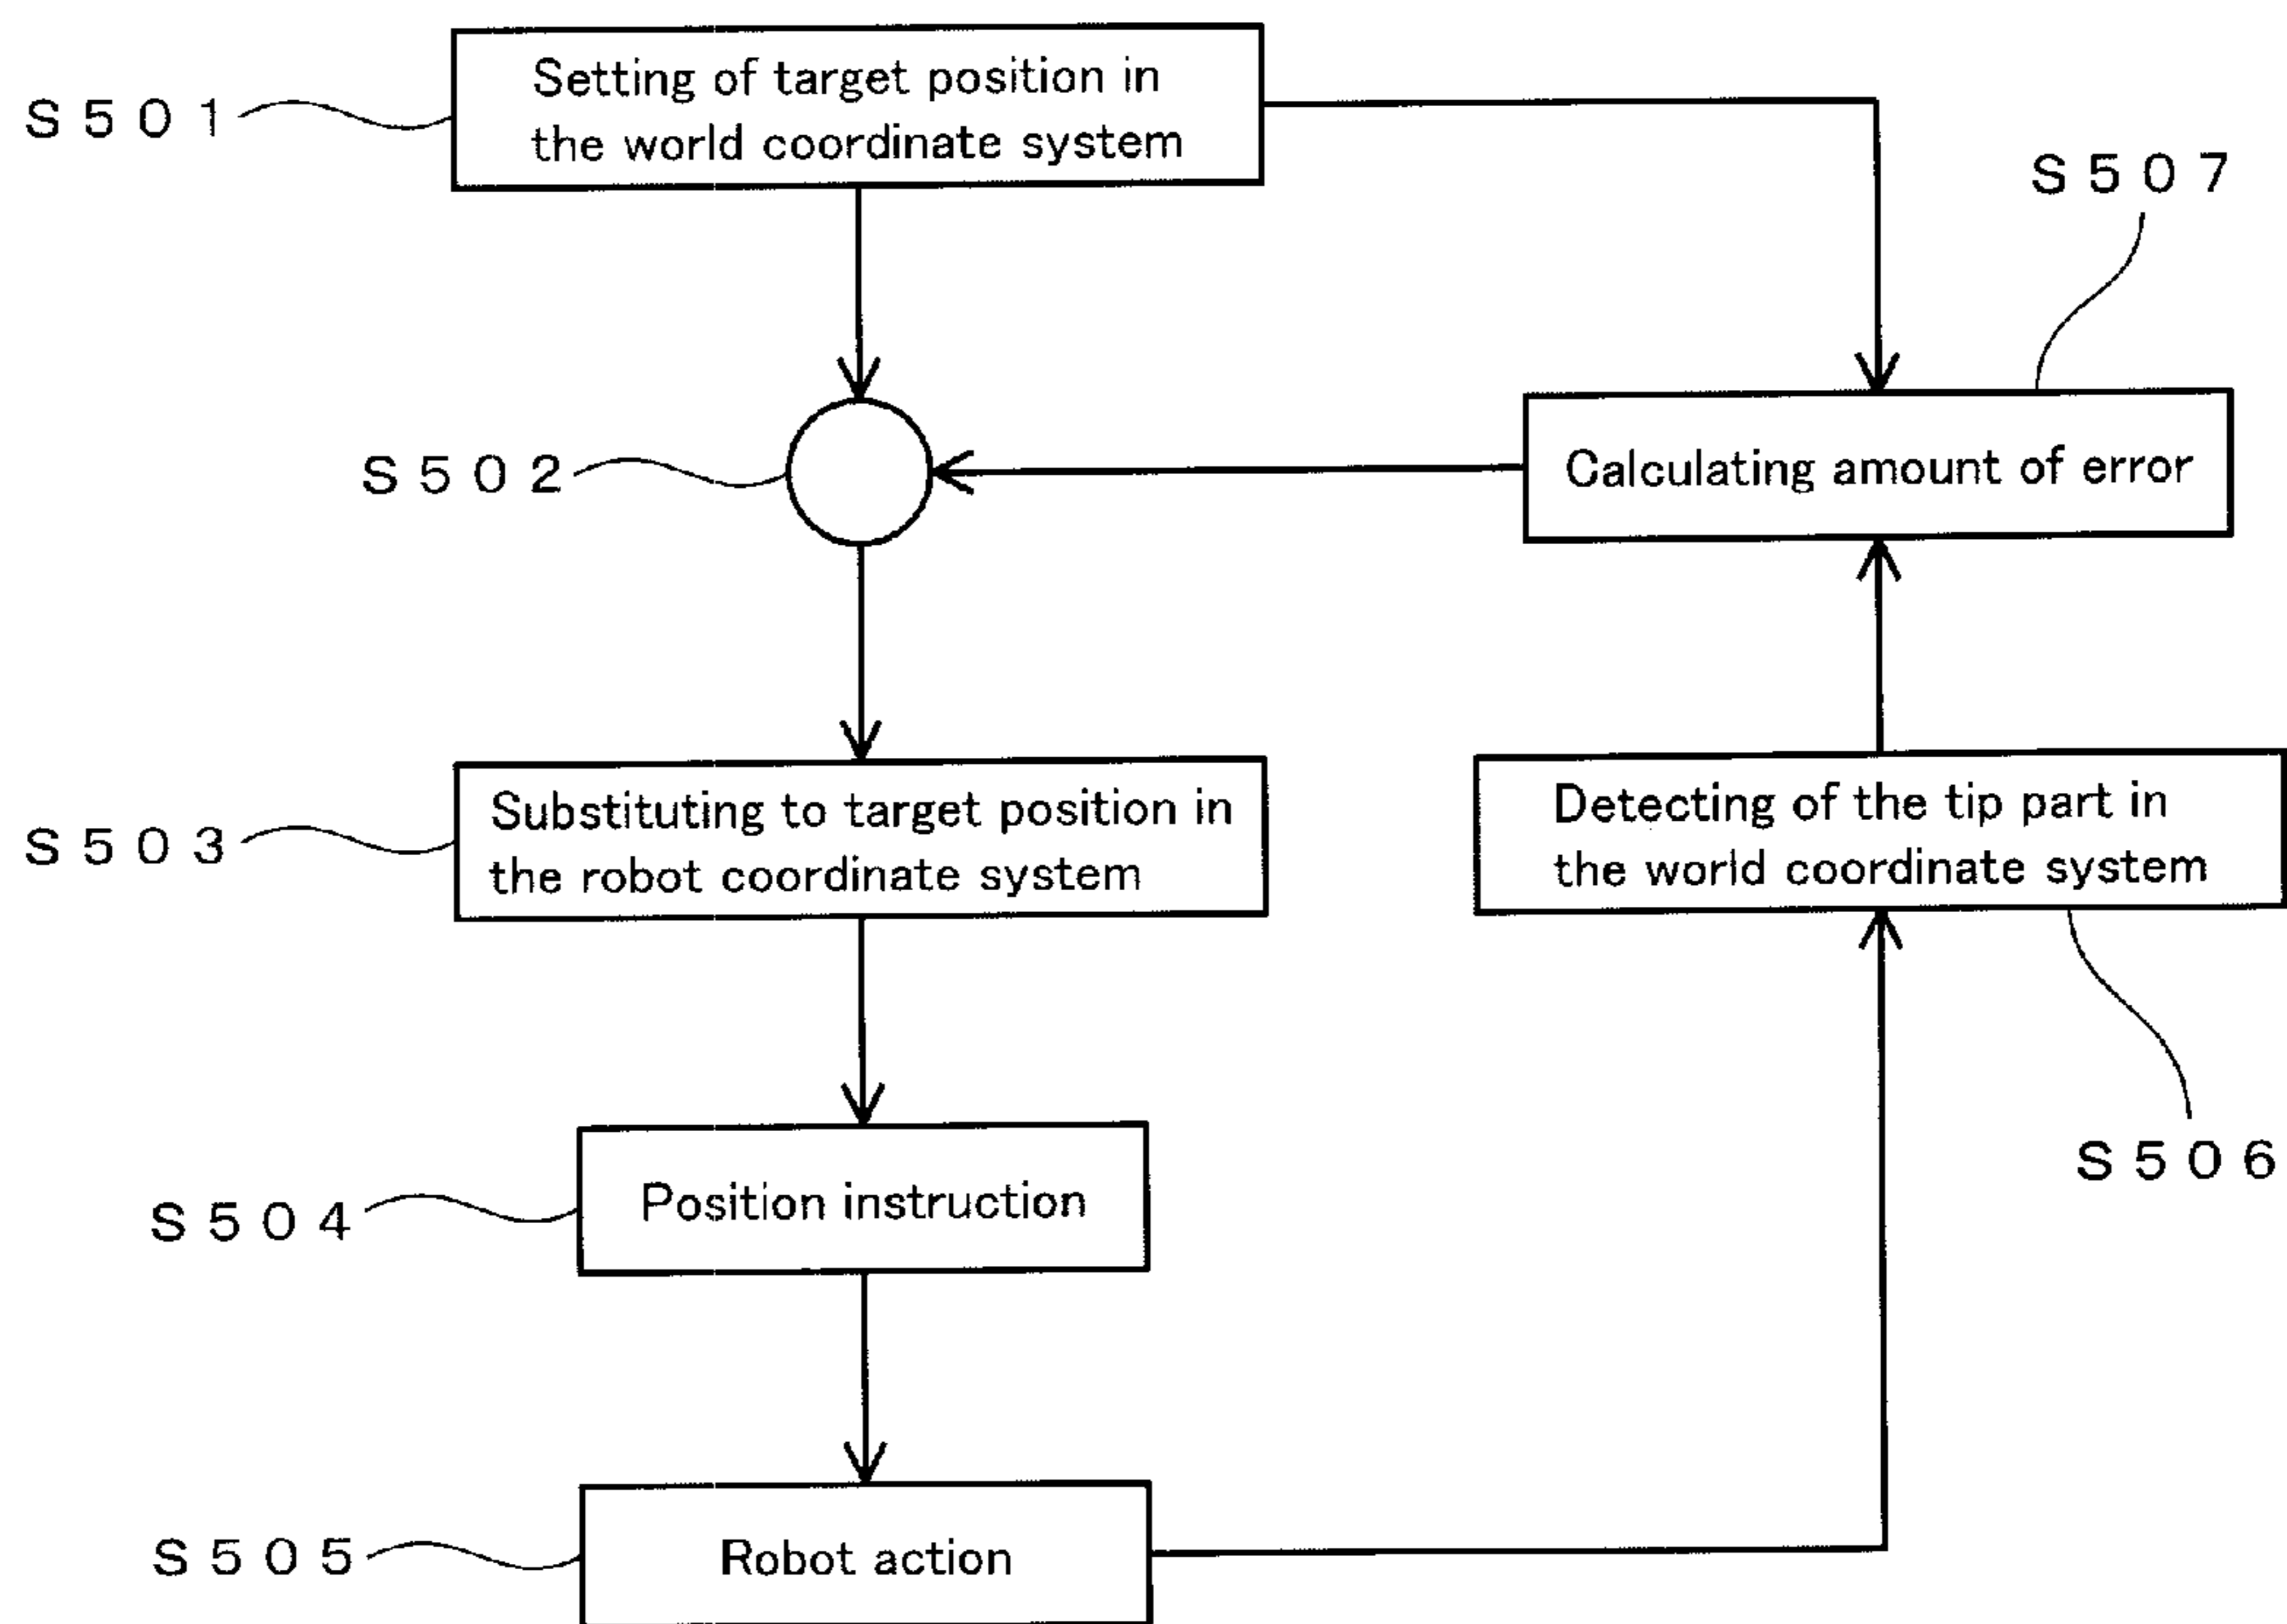 Setting of target position in
the world coordinate system
S501
S507
S502
Calculating amount of error
Substituting to target position in
the robot coordinate system
S503
Detecting of the tip part in
the world coordinate system
S504
Position instruction
S506
S505
Robot action